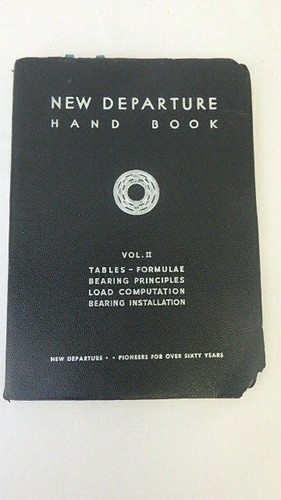 NEW DEPARTURE
HAND BOOK
VOL. II
TABLES - FORMULAE
BEARING PRINCIPLES
LOAD COMPUTATION
BEARING INSTALLATION
NEW DEPARTURE • • PIONEERS FOR OVER SIXTY YEARS